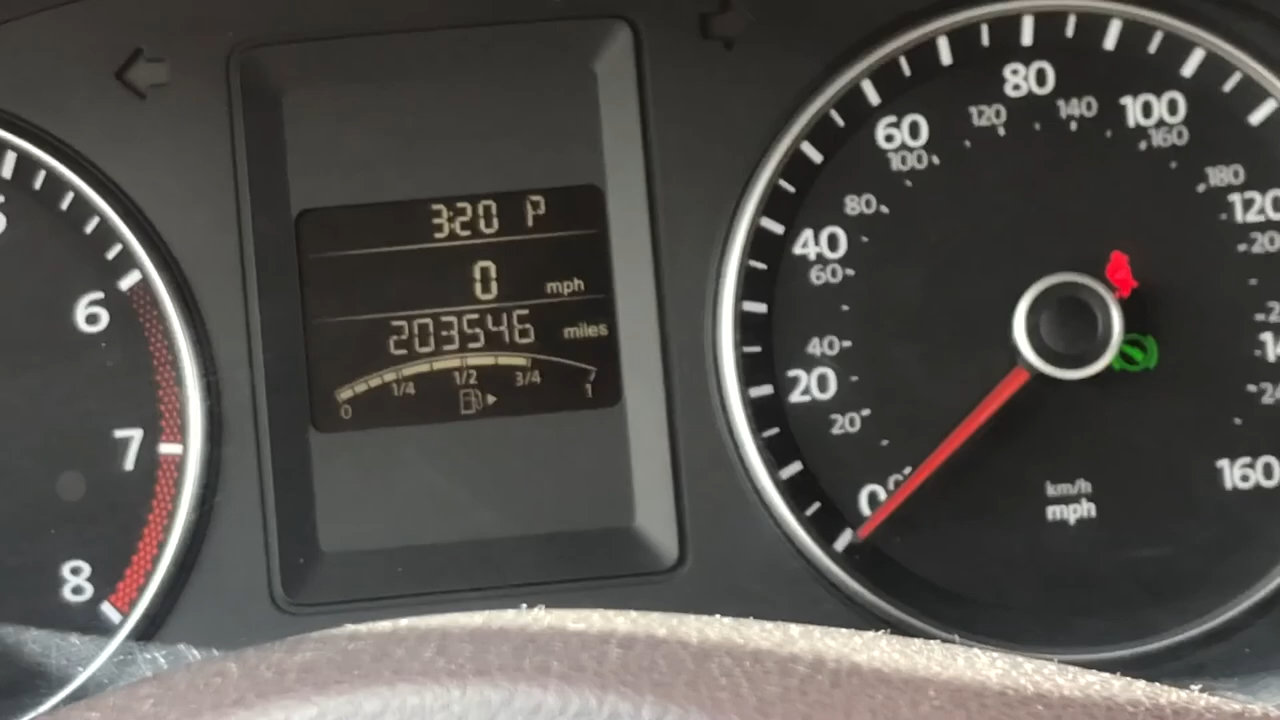 6
7
8
3:20 P
0 mph
203546 miles
0 1/4 1/2 3/4 1
0 20 40 60 80 100 120 160
20 40 60 80 100 120 140 160 180
km/h
mph